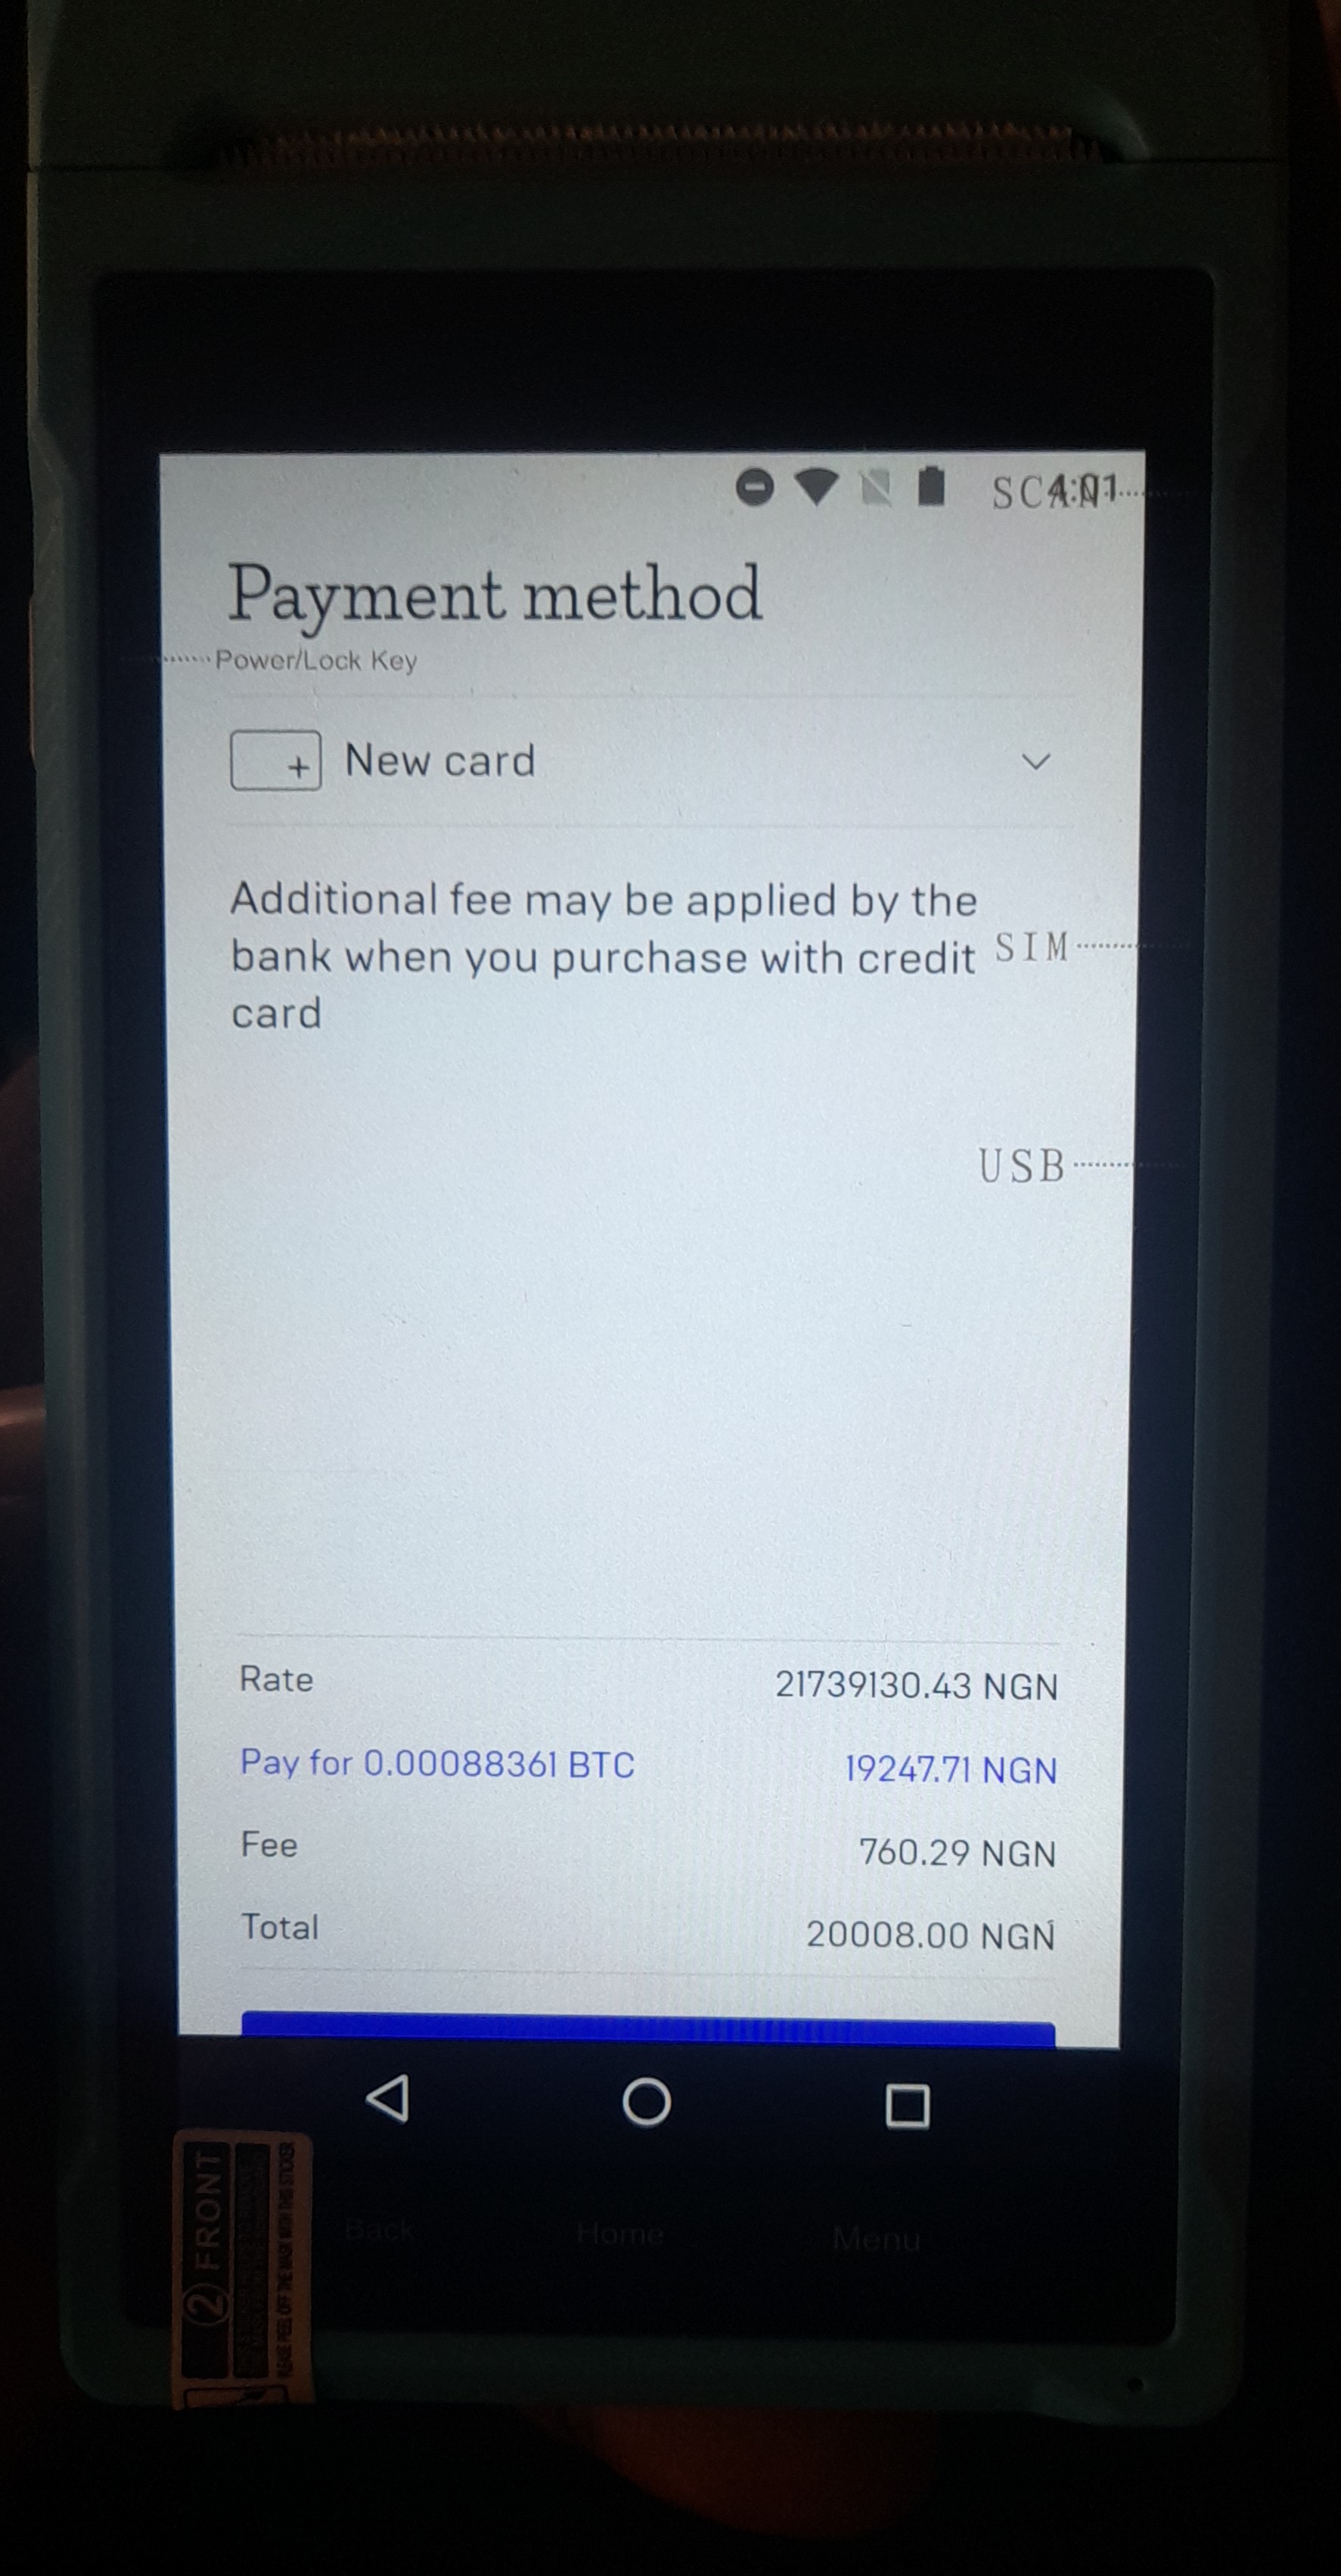 SCAN 4:01
Payment method
Power/Lock Key
New card
Additional fee may be applied by the
bank when you purchase with credit
card
SIM
USB
Rate 21739130.43 NGN
Pay for 0.00088361 BTC 19247.71 NGN
Fee 760.29 NGN
Total 20008.00 NGN
Back Home Menu
2 FRONT